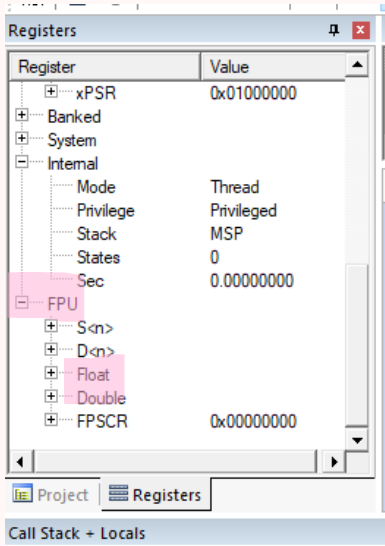 Registers
Register Value
xPSR 0x01000000
Banked
System
Internal
Mode Thread
Privilege Privileged
Stack MSP
States 0
Sec 0.00000000
FPU
S<n>
D<n>
Float
Double
FPSCR 0x00000000
Project Registers
Call Stack + Locals